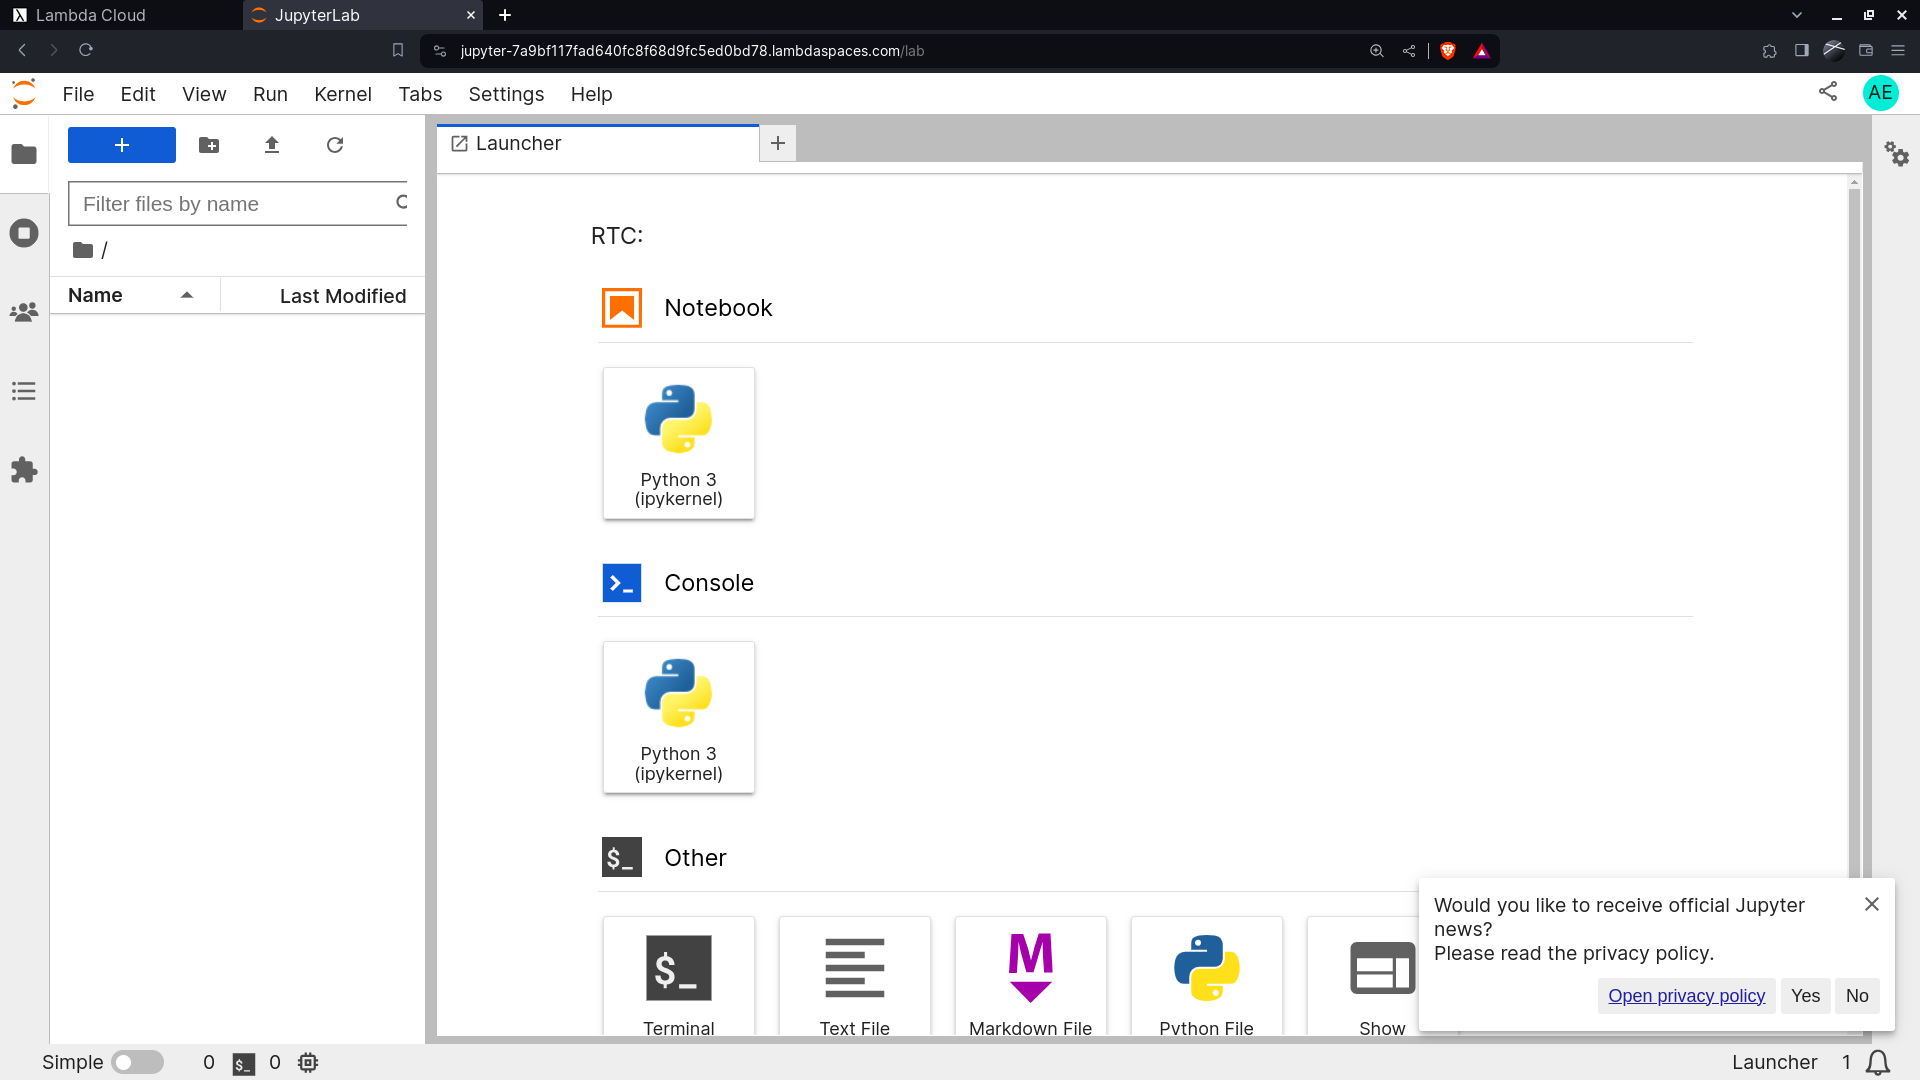 Lambda Cloud
JupyterLab
jupyter-7a9bf117fad640fc8f68d9fc5ed0bd78.lambdaspaces.com/lab
File Edit View Run Kernel Tabs Settings Help
AE
Filter files by name
/
Name
Last Modified
Launcher
RTC:
Notebook
Python 3
(ipykernel)
Console
Python 3
(ipykernel)
$_ Other
$_
Terminal
Text File
M
Markdown File
Python File
Show
Would you like to receive official Jupyter
news?
Please read the privacy policy.
Open privacy policy
Yes
No
Simple
0
$_
0
Launcher
1